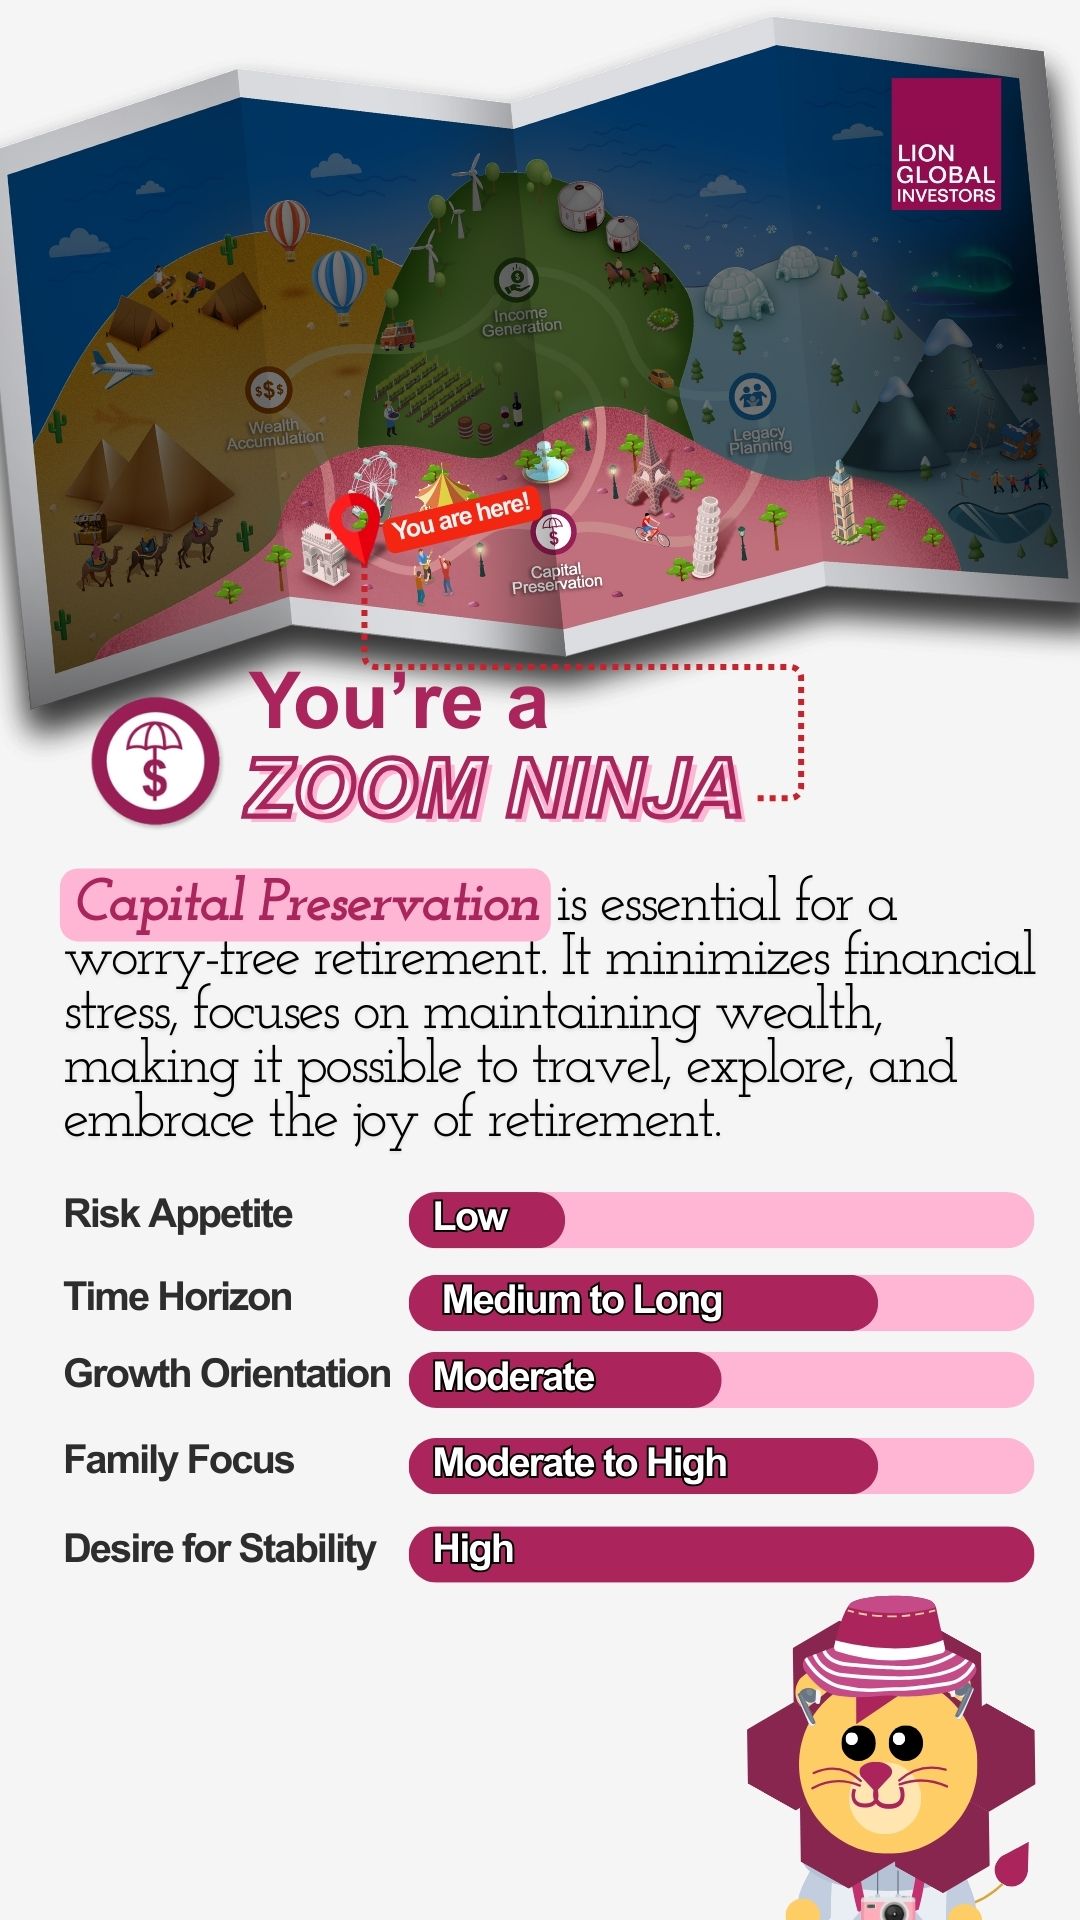 LION
GLOBAL
INVESTORS
Income
Generation
$$$
Wealth
Accumulation
Legacy
Planning
You are here!
$
Capital
Preservation
You're a
$
ZOOM NINJA
Capital Preservation is essential for a
worry-free retirement. It minimizes financial
stress, focuses on maintaining wealth,
making it possible to travel, explore, and
embrace the joy of retirement.
Risk Appetite Low
Time Horizon Medium to Long
Growth Orientation Moderate
Family Focus Moderate to High
Desire for Stability High